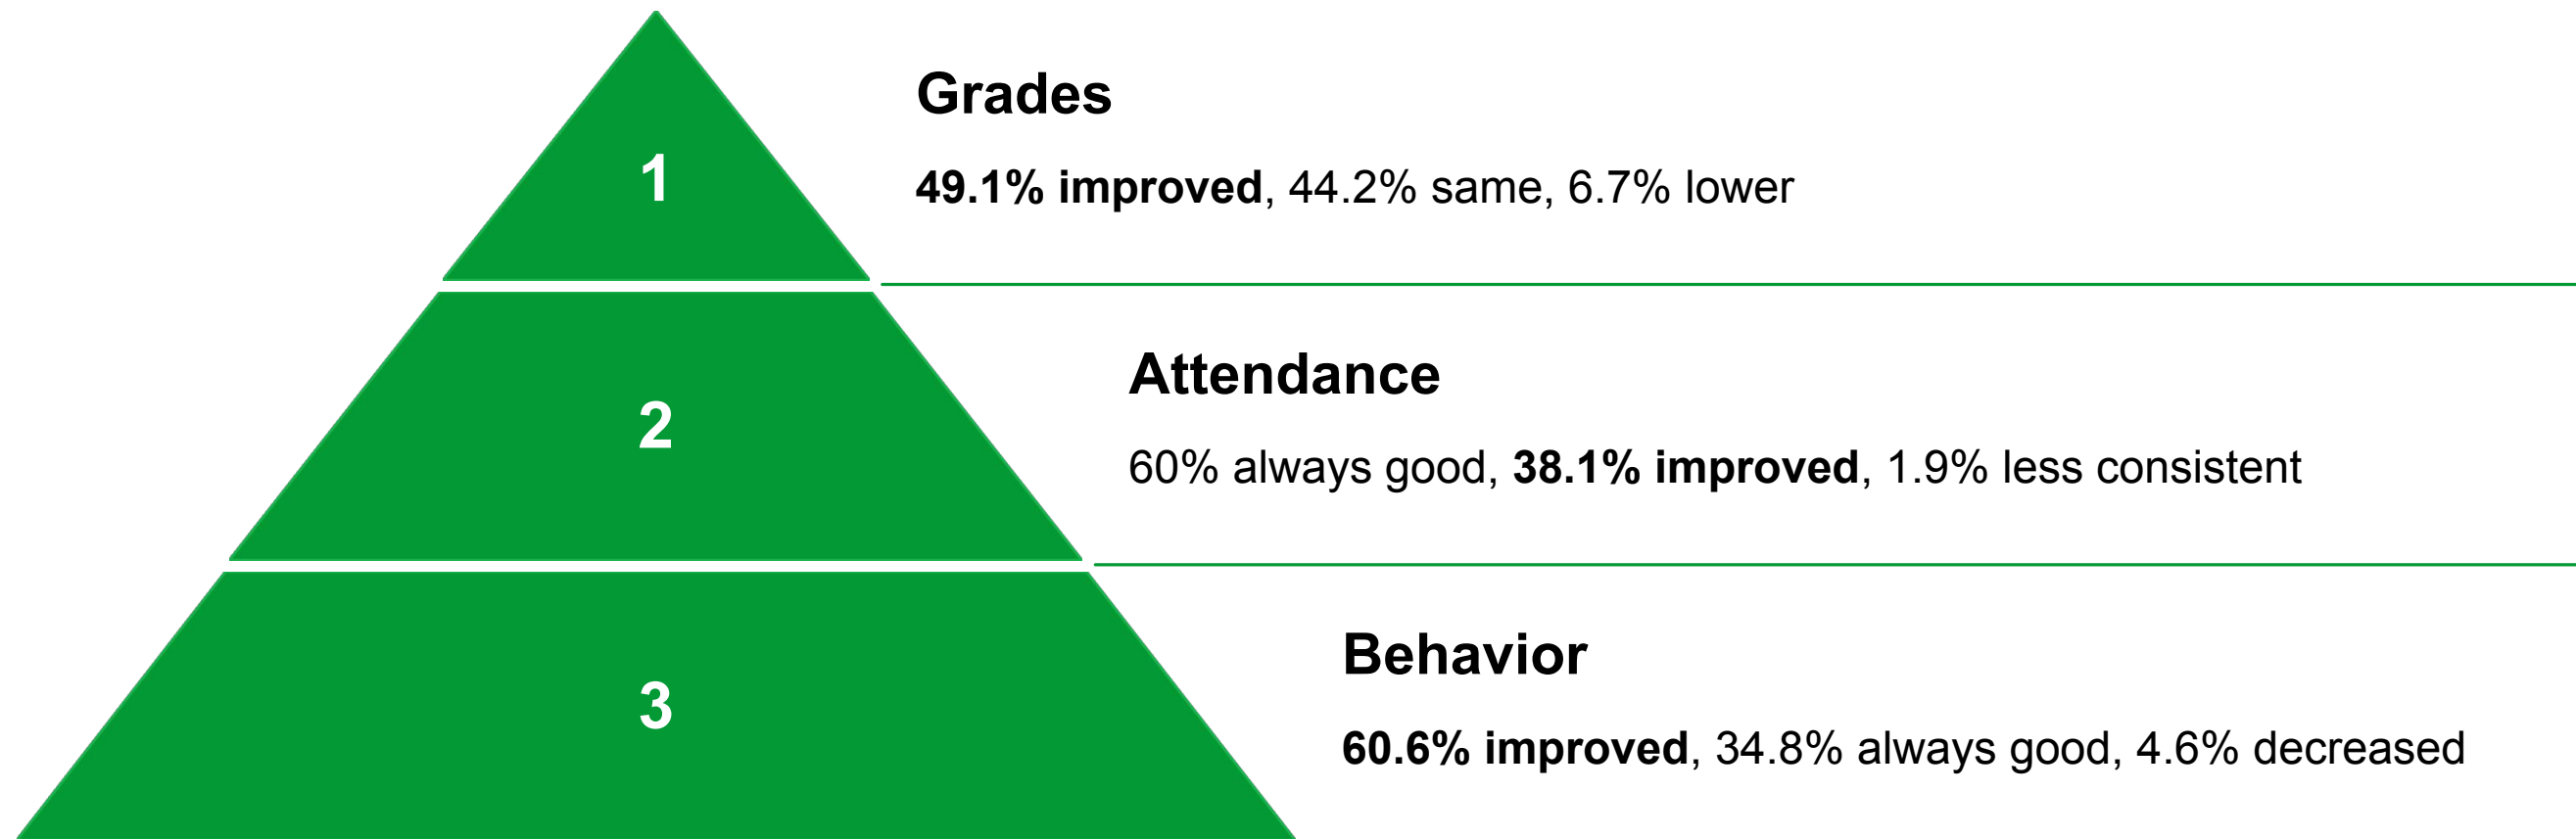 1
Grades
49.1% improved, 44.2% same, 6.7% lower
2
Attendance
60% always good, 38.1% improved, 1.9% less consistent
3
Behavior
60.6% improved, 34.8% always good, 4.6% decreased